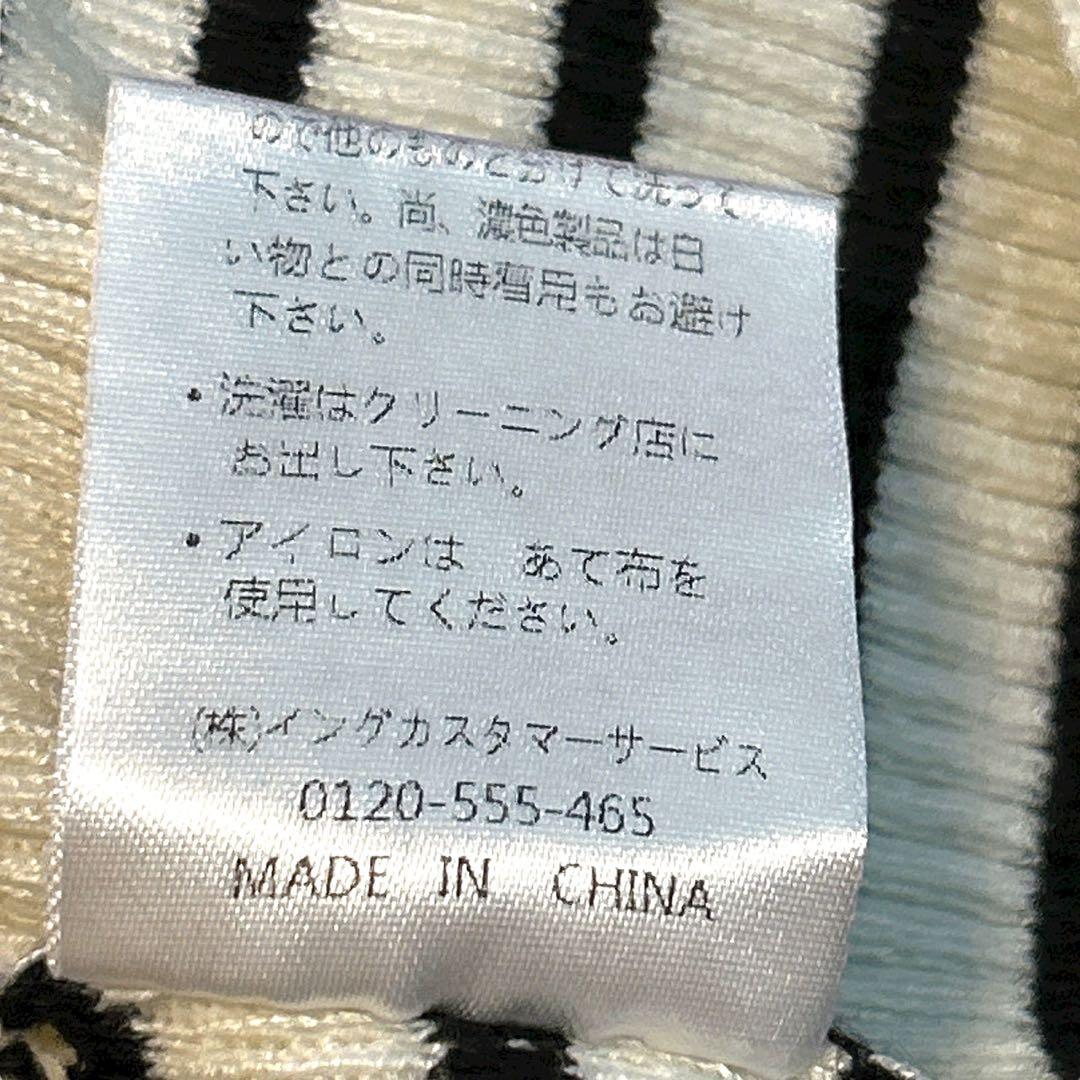 ので他のものとわけて洗って
下さい。尚、濃色製品は白
い物との同時着用もお避け
下さい。
・洗濯はクリーニング店に
お出し下さい。
・アイロンは　あて布を
使用してください。
(株)イングカスタマーサービス
0120-555-465
MADE IN CHINA